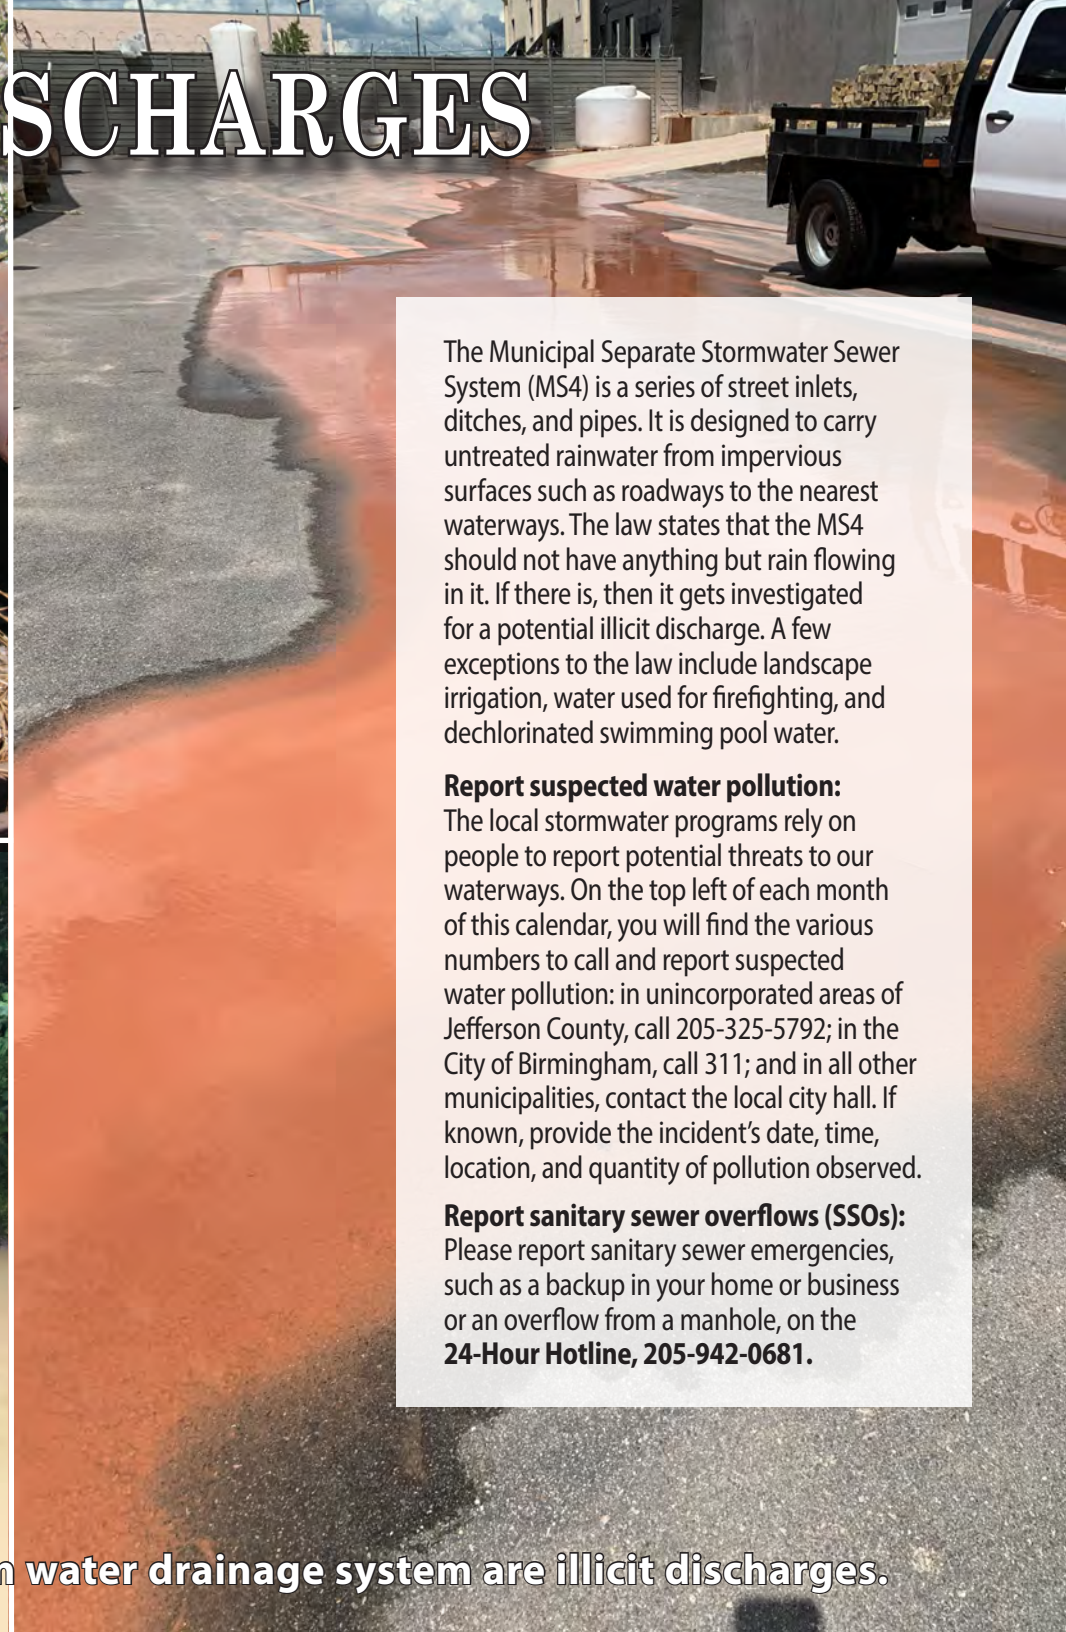 SCHARGES
The Municipal Separate Stormwater Sewer
System (MS4) is a series of street inlets,
ditches, and pipes. It is designed to carry
untreated rainwater from impervious
surfaces such as roadways to the nearest
waterways. The law states that the MS4
should not have anything but rain flowing
in it. If there is, then it gets investigated
for a potential illicit discharge. A few
exceptions to the law include landscape
irrigation, water used for firefighting, and
dechlorinated swimming pool water.
Report suspected water pollution:
The local stormwater programs rely on
people to report potential threats to our
waterways. On the top left of each month
of this calendar, you will find the various
numbers to call and report suspected
water pollution: in unincorporated areas of
Jefferson County, call 205-325-5792; in the
City of Birmingham, call 311; and in all other
municipalities, contact the local city hall. If
known, provide the incident’s date, time,
location, and quantity of pollution observed.
Report sanitary sewer overflows (SSOs):
Please report sanitary sewer emergencies,
such as a backup in your home or business
or an overflow from a manhole, on the
24-Hour Hotline, 205-942-0681.
water drainage system are illicit discharges.